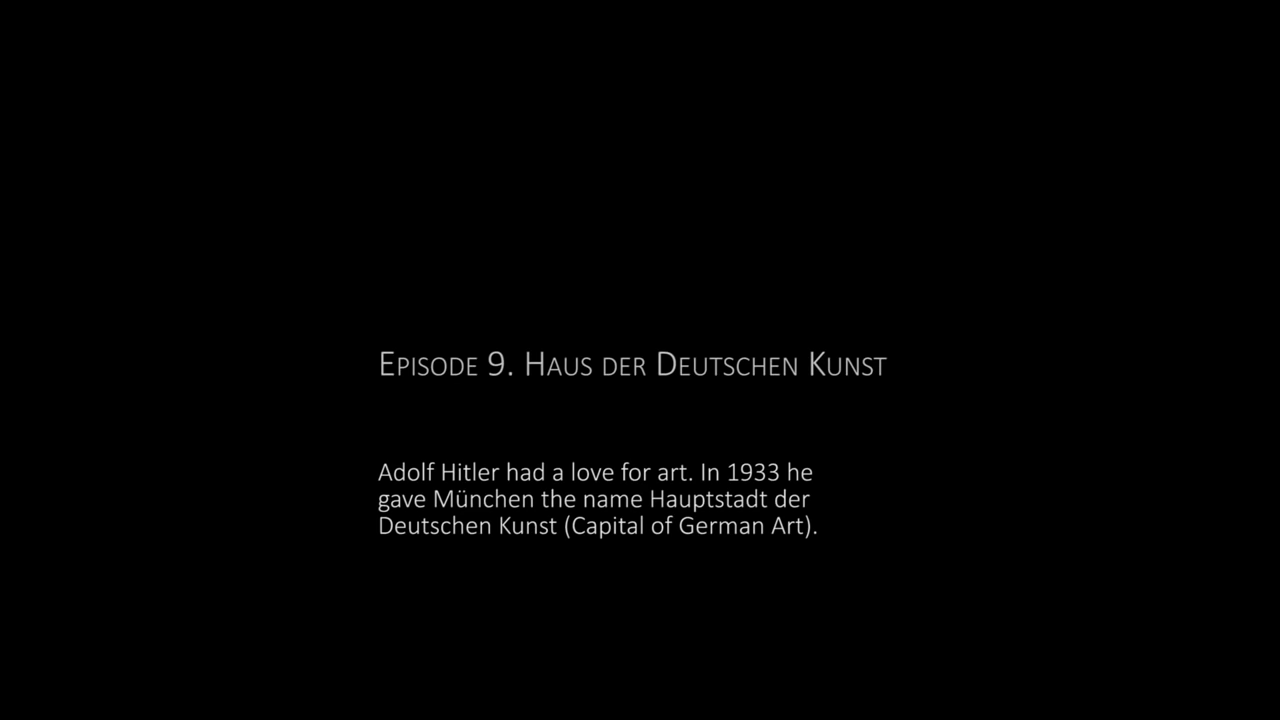 Episode 9. Haus der Deutschen Kunst
Adolf Hitler had a love for art. In 1933 he
gave München the name Hauptstadt der
Deutschen Kunst (Capital of German Art).